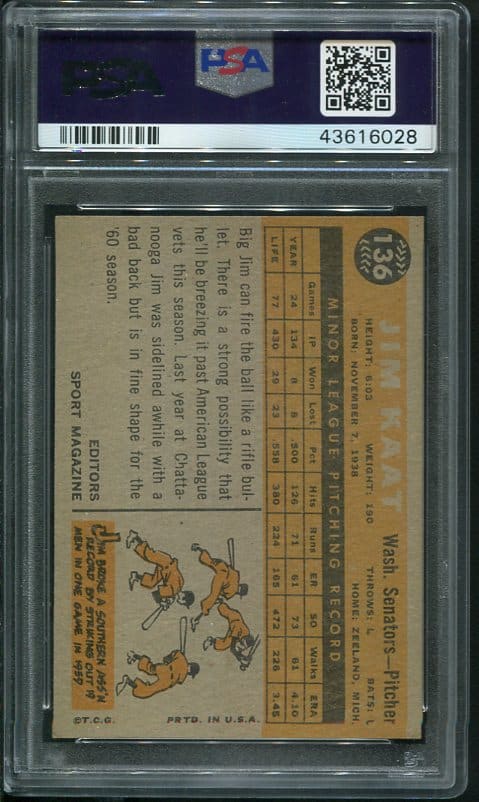 PSA
PSA
43616028
136
JIM KAAT
Wash. Senators—Pitcher
HEIGHT: 6:03 WEIGHT: 190 THROWS: L BATS: L
BORN: NOVEMBER 7, 1938 HOME: ZEELAND, MICH.
MINOR LEAGUE PITCHING RECORD
Games IP Won Lost Pct Hits Runs ER SO Walks ERA
YEAR 24 134 8 8 .500 126 71 61 73 61 4.10
LIFE 77 430 29 23 .558 380 224 165 472 226 3.45
Big Jim can fire the ball like a rifle bul-
let. There is a strong possibility that
he'll be breezing it past American League
vets this season. Last year at Chatta-
nooga Jim was sidelined awhile with a
bad back but is in fine shape for the
'60 season.
EDITORS
SPORT MAGAZINE
JIM BROKE A SOUTHERN ASS'N
RECORD BY STRIKING OUT 19
MEN IN ONE GAME IN 1959
©T.C.G. PRTD. IN U.S.A.